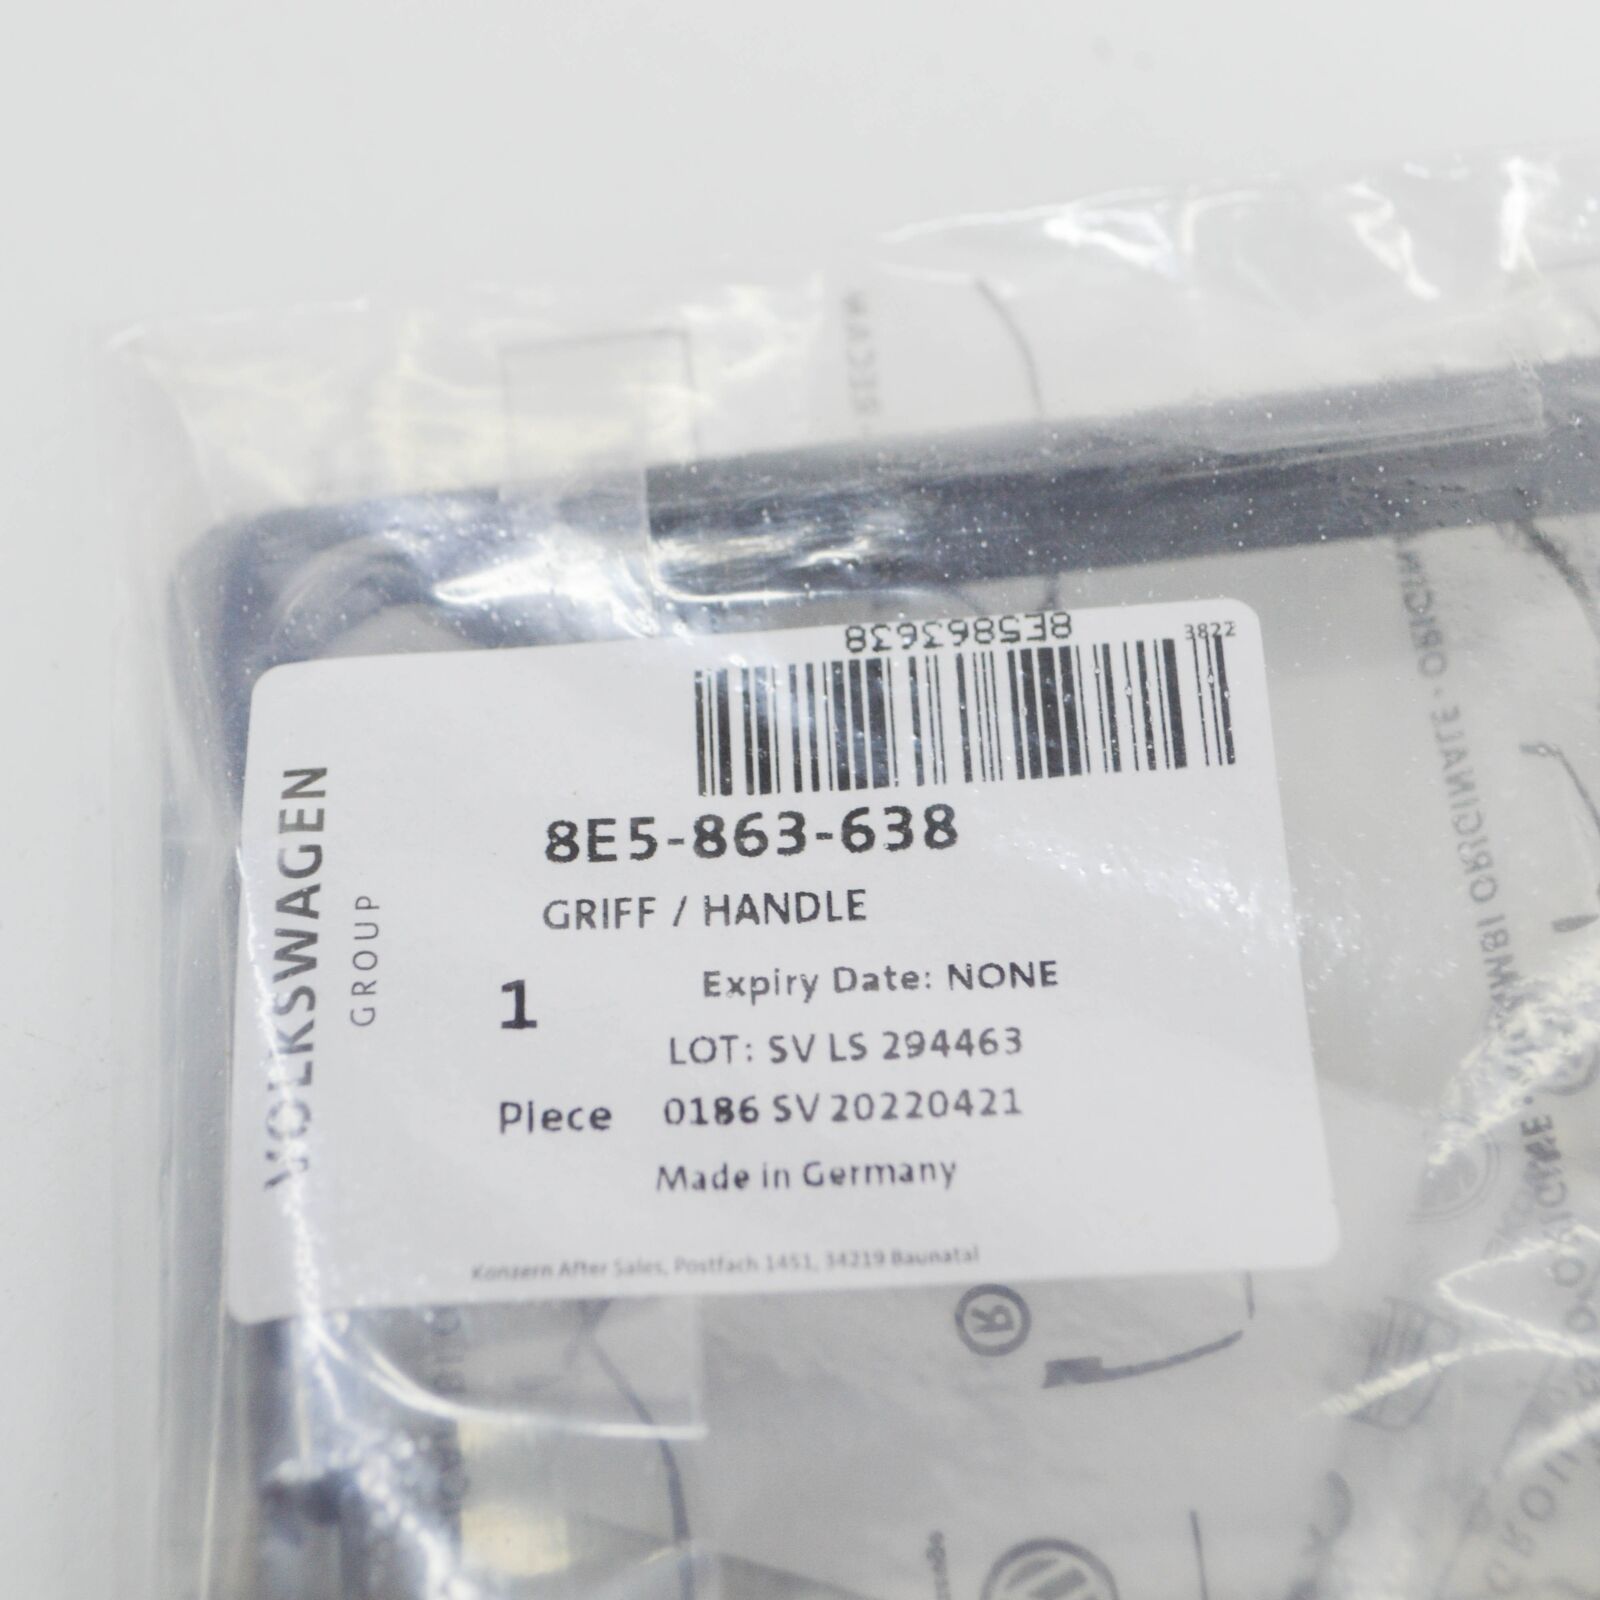 8E5863638
3822
8E5-863-638
GRIFF / HANDLE
1
Expiry Date: NONE
LOT: SV LS 294463
Piece 0186 SV 20220421
Made in Germany
Konzern After Sales, Postfach 1451, 34219 Baunatal
VOLKSWAGEN
GROUP
ORIGINATE
®